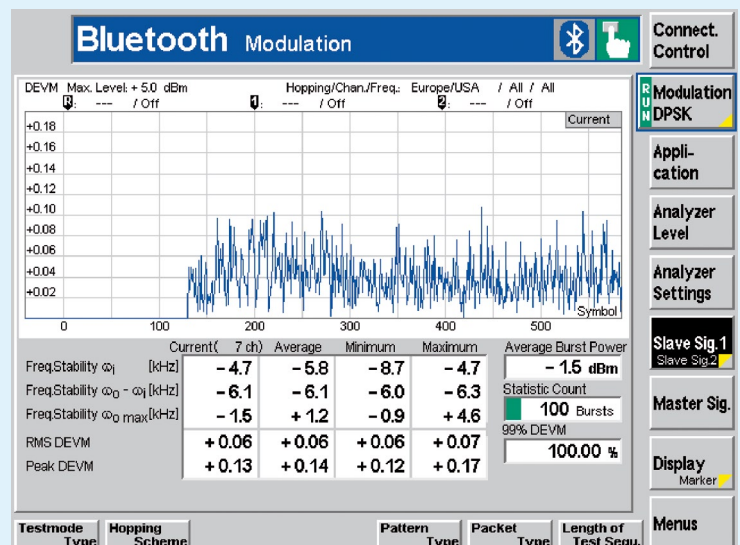 Bluetooth Modulation
Connect. Control
DEVM Max. Level: + 5.0 dBm Hopping/Chan./Freq.: Europe/USA / All / All
R: --- / Off 1: --- / Off 2: --- / Off
Current
+0.18
+0.16
+0.14
+0.12
+0.10
+0.08
+0.06
+0.04
+0.02
Symbol
0 100 200 300 400 500
Current( 7 ch) Average Minimum Maximum
Freq.Stability ωi [kHz] – 4.7 – 5.8 – 8.7 – 4.7
Freq.Stability ω0 - ωi [kHz] – 6.1 – 6.1 – 6.0 – 6.3
Freq.Stability ω0 max [kHz] – 1.5 + 1.2 – 0.9 + 4.6
RMS DEVM + 0.06 + 0.06 + 0.06 + 0.07
Peak DEVM + 0.13 + 0.14 + 0.12 + 0.17
Average Burst Power
– 1.5 dBm
Statistic Count
100 Bursts
99% DEVM
100.00 %
RUN
Modulation
DPSK
Appli-
cation
Analyzer
Level
Analyzer
Settings
Slave Sig.1
Slave Sig.2
Master Sig.
Display
Marker
Menus
Testmode
Type
Hopping
Scheme
Pattern
Type
Packet
Type
Length of
Test Sequ.